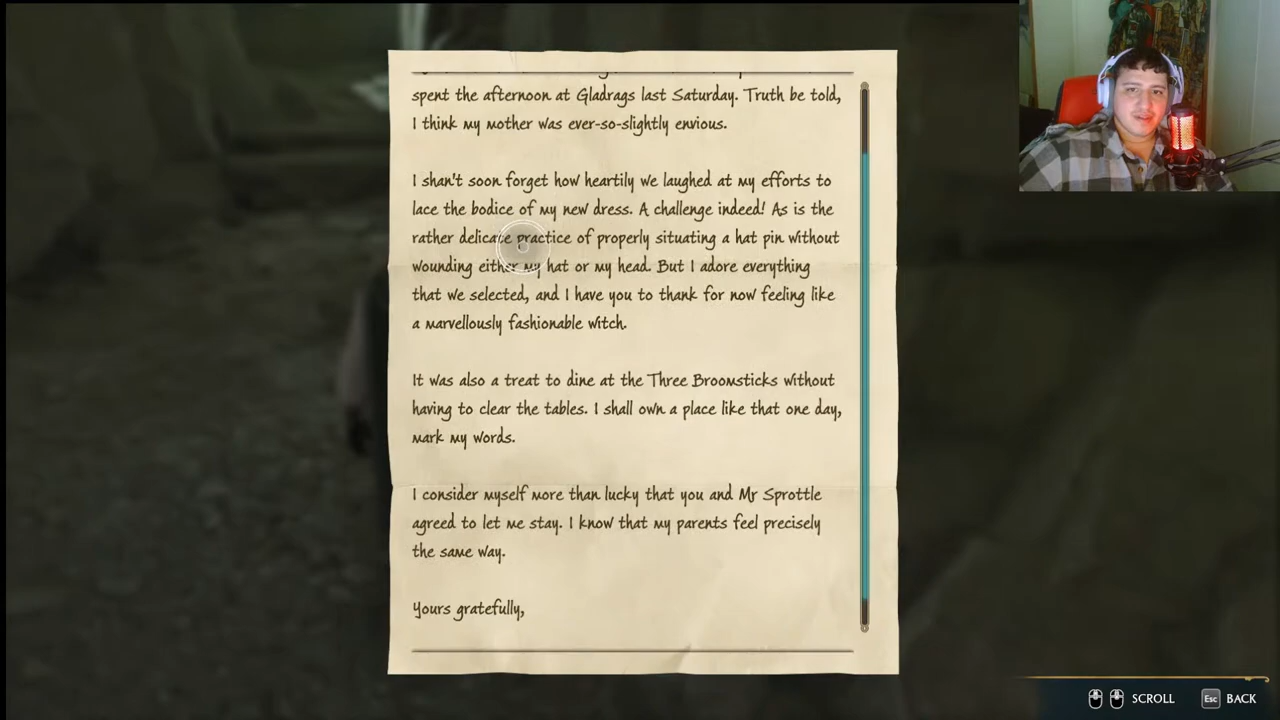 spent the afternoon at Gladrags last Saturday. Truth be told,
I think my mother was ever-so-slightly envious.
I shan't soon forget how heartily we laughed at my efforts to
lace the bodice of my new dress. A challenge indeed! As is the
rather delicate practice of properly situating a hat pin without
wounding either my hat or my head. But I adore everything
that we selected, and I have you to thank for now feeling like
a marvellously fashionable witch.
It was also a treat to dine at the Three Broomsticks without
having to clear the tables. I shall own a place like that one day,
mark my words.
I consider myself more than lucky that you and Mr Sprottle
agreed to let me stay. I know that my parents feel precisely
the same way.
Yours gratefully,
SCROLL
Esc BACK